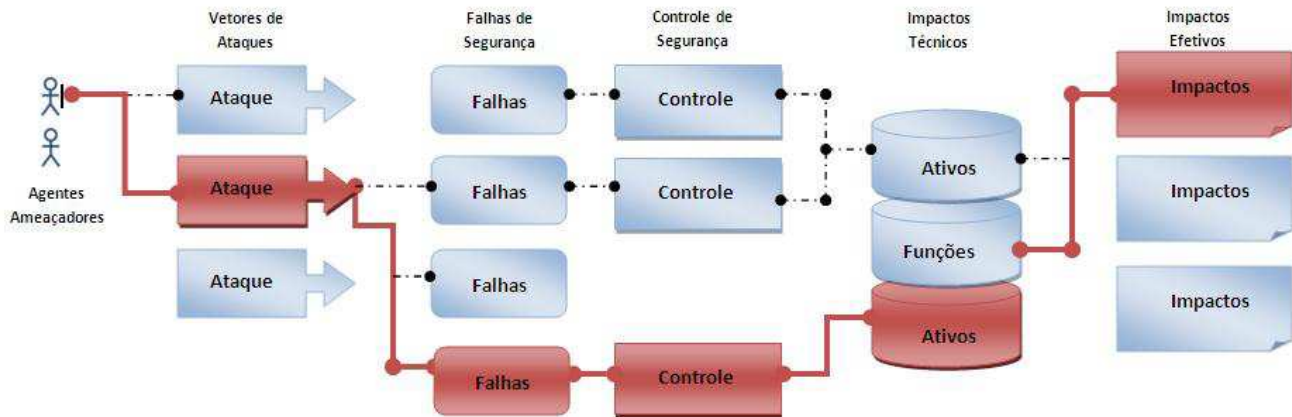 Vetores de
Ataques
Falhas de
Segurança
Controle de
Segurança
Impactos
Técnicos
Impactos
Efetivos
Agentes
Ameaçadores
Ataque
Ataque
Ataque
Falhas
Falhas
Falhas
Falhas
Controle
Controle
Controle
Ativos
Funções
Ativos
Impactos
Impactos
Impactos